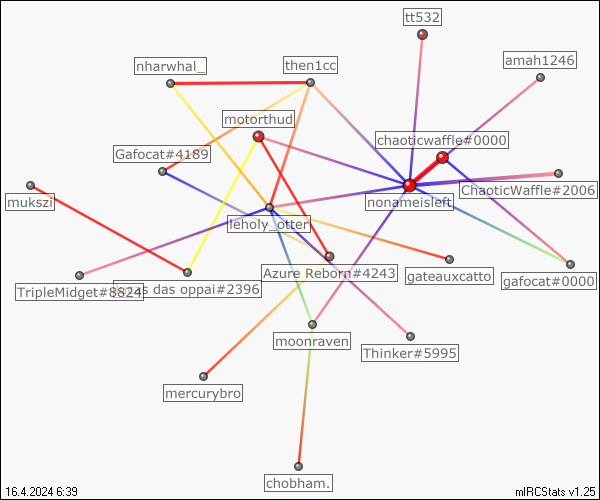 tt532
amah1246
nharwhal_
then1cc
motorthud
chaoticwaffle#0000
Gafocat#4189
mukszi
nonameisleft
ChaoticWaffle#2006
leholy_otter
Azure Reborn#4243
gateauxcatto
gafocat#0000
TripleMidget#8824
das oppai#2396
moonraven
Thinker#5995
mercurybro
chobham.
16.4.2024 6:39
mIRCStats v1.25